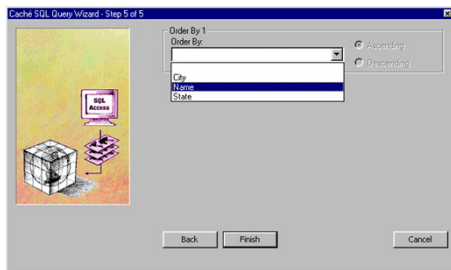 Caché SQL Query Wizard - Step 5 of 5
Order By 1
Order By:
Ascending
Descending
City
Name
State
SQL
Access
Back Finish Cancel